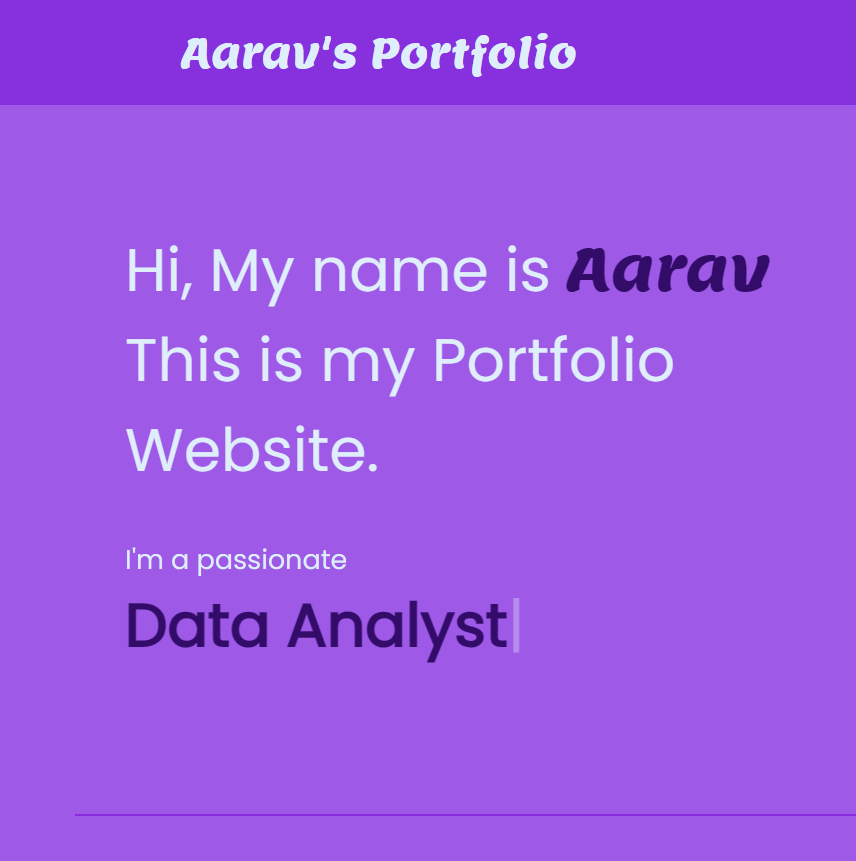 Aarav's Portfolio
Hi, My name is Aarav
This is my Portfolio
Website.
I'm a passionate
Data Analyst|